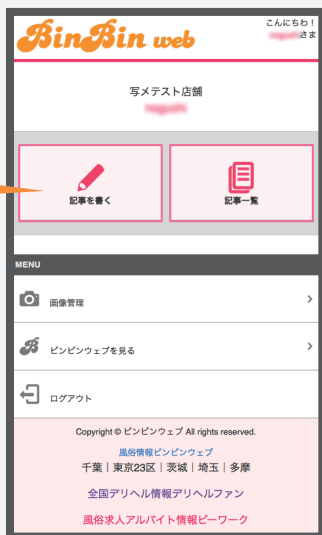 BinBin web
こんにちわ！
さま
写メテスト店舗
記事を書く
記事一覧
MENU
画像管理
ビンビンウェブを見る
ログアウト
Copyright © ビンビンウェブ All rights reserved.
風俗情報ビンビンウェブ
千葉｜東京23区｜茨城｜埼玉｜多摩
全国デリヘル情報デリヘルファン
風俗求人アルバイト情報ビーワーク